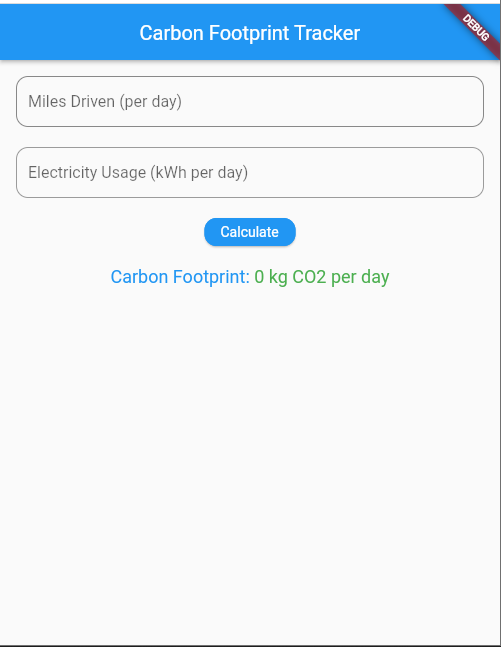 Carbon Footprint Tracker
DEBUG
Miles Driven (per day)
Electricity Usage (kWh per day)
Calculate
Carbon Footprint: 0 kg CO2 per day